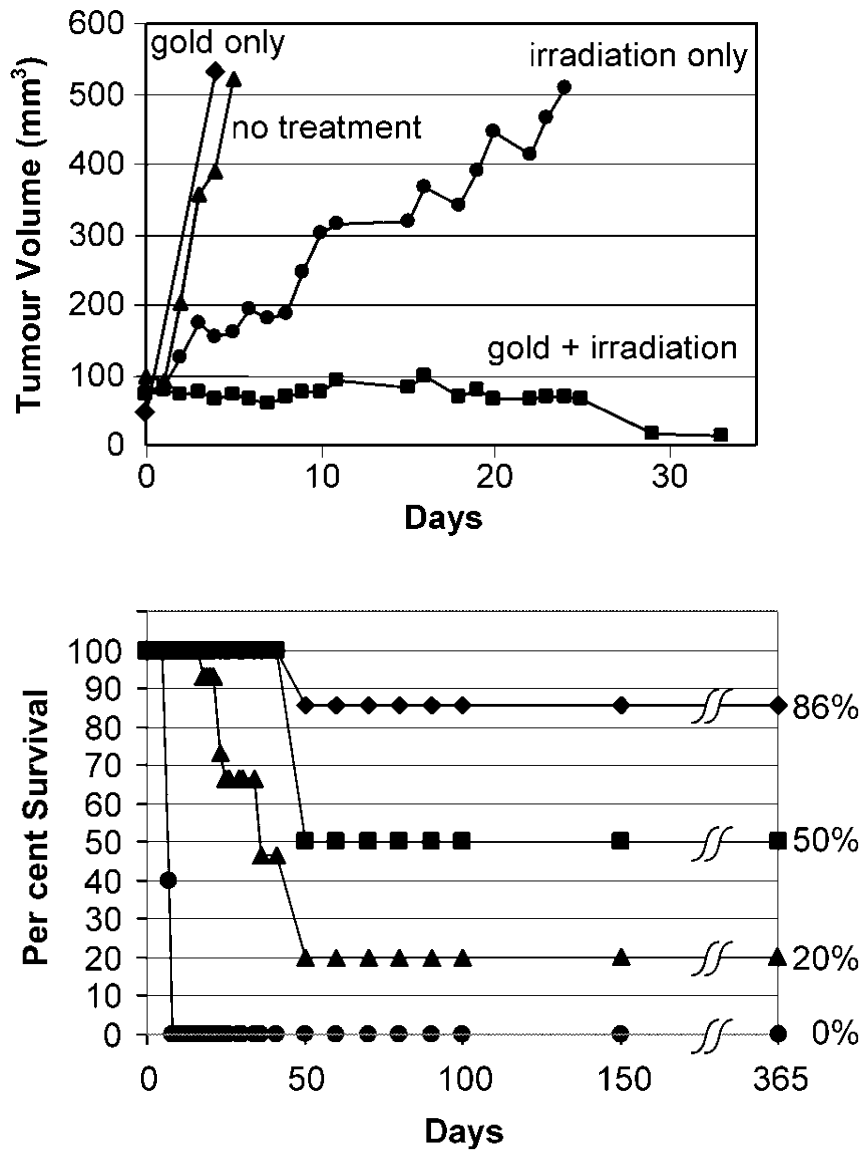 Tumour Volume (mm³)
600
500
400
300
200
100
0
gold only
no treatment
irradiation only
gold + irradiation
0 10 20 30
Days
Per cent Survival
100
90
80
70
60
50
40
30
20
10
0
86%
50%
20%
0%
0 50 100 150 365
Days